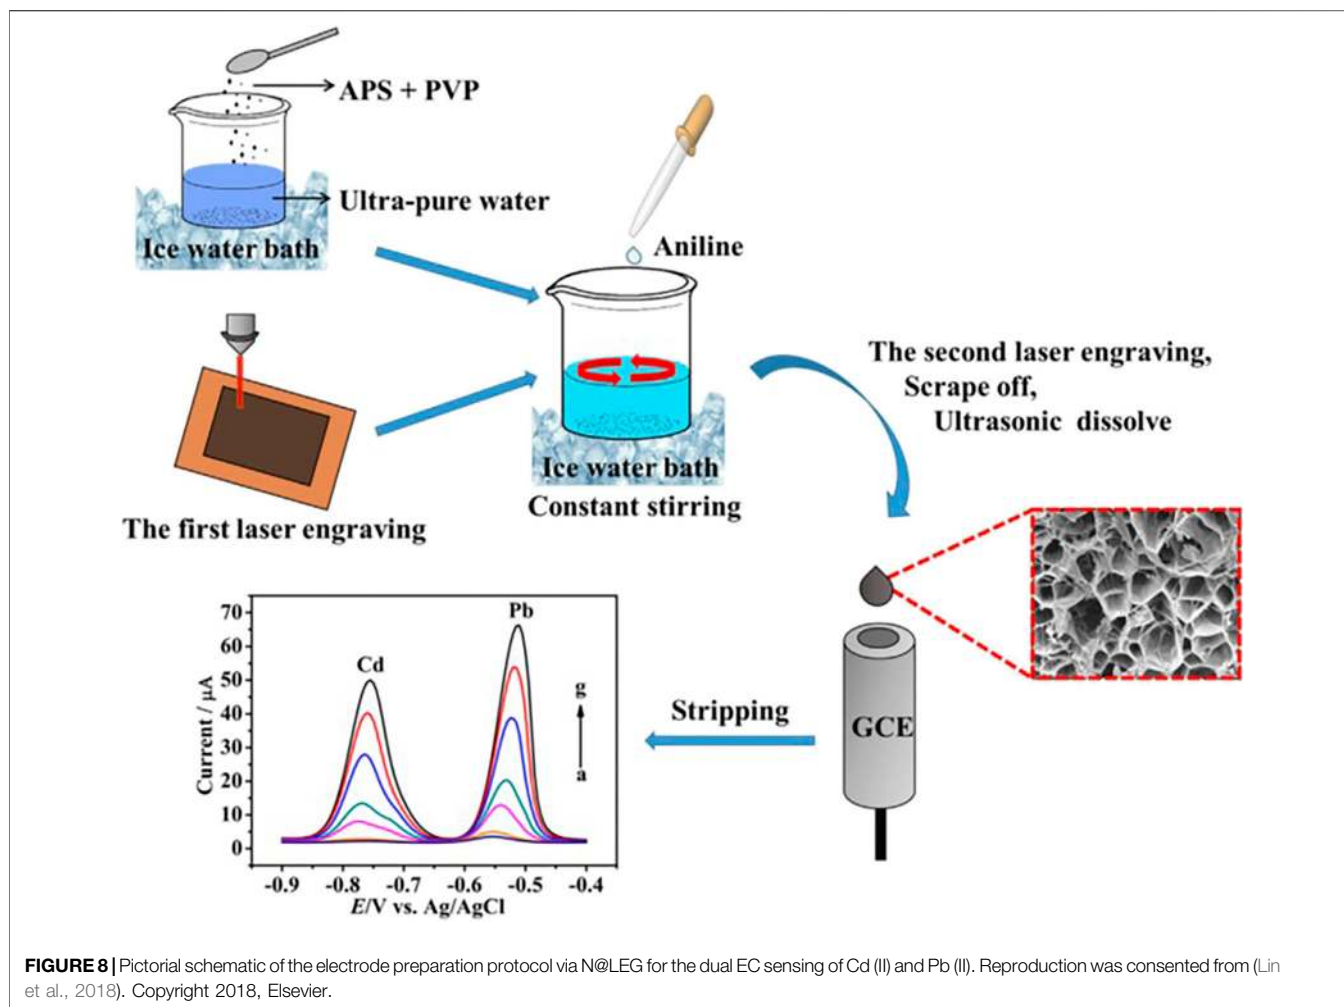 APS + PVP
Ultra-pure water
Ice water bath
Aniline
The first laser engraving
Ice water bath
Constant stirring
The second laser engraving,
Scrape off,
Ultrasonic dissolve
GCE
Stripping
Current / μA
70
60
50
40
30
20
10
0
Cd
Pb
g
a
-0.9 -0.8 -0.7 -0.6 -0.5 -0.4
E/V vs. Ag/AgCl
FIGURE 8 | Pictorial schematic of the electrode preparation protocol via N@LEG for the dual EC sensing of Cd (II) and Pb (II). Reproduction was consented from (Lin
et al., 2018). Copyright 2018, Elsevier.